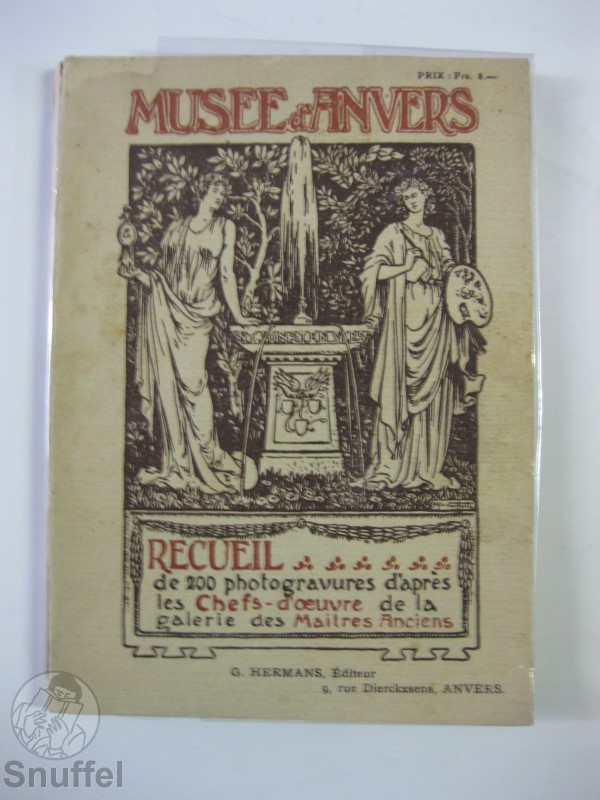 PRIX : Frs. 8.—
MUSEE d'ANVERS
RECUEIL
de 200 photogravures d'après
les Chefs-d'œuvre de la
galerie des Maitres Anciens
G. HERMANS, Éditeur
9, rue Dierckxsens, ANVERS.
Snuffel